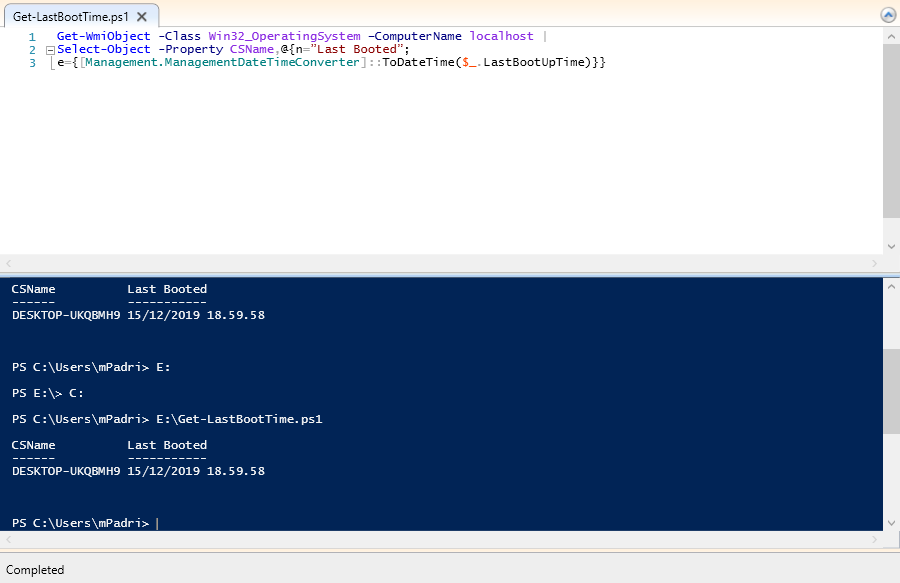 Get-LastBootTime.ps1 X
1 Get-WmiObject –Class Win32_OperatingSystem –ComputerName localhost |
2 Select-Object –Property CSName,@{n=”Last Booted”;
3 e={[Management.ManagementDateTimeConverter]::ToDateTime($_.LastBootUpTime)}}
CSName          Last Booted
------          -----------
DESKTOP-UKQBMH9 15/12/2019 18.59.58
PS C:\Users\mPadri> E:
PS E:\> C:
PS C:\Users\mPadri> E:\Get-LastBootTime.ps1
CSName          Last Booted
------          -----------
DESKTOP-UKQBMH9 15/12/2019 18.59.58
PS C:\Users\mPadri>
Completed